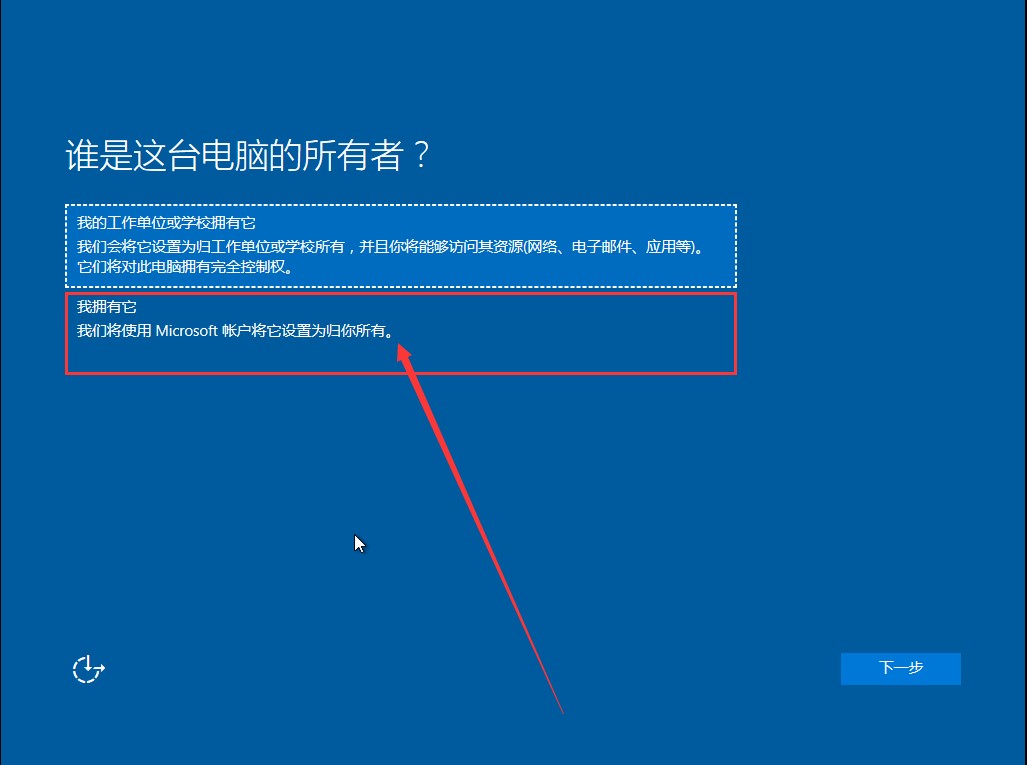 谁是这台电脑的所有者？
我的工作单位或学校拥有它
我们会将它设置为归工作单位或学校所有，并且你将能够访问其资源(网络、电子邮件、应用等)。
它们将对此电脑拥有完全控制权。
我拥有它
我们将使用 Microsoft 帐户将它设置为归你所有。
下一步